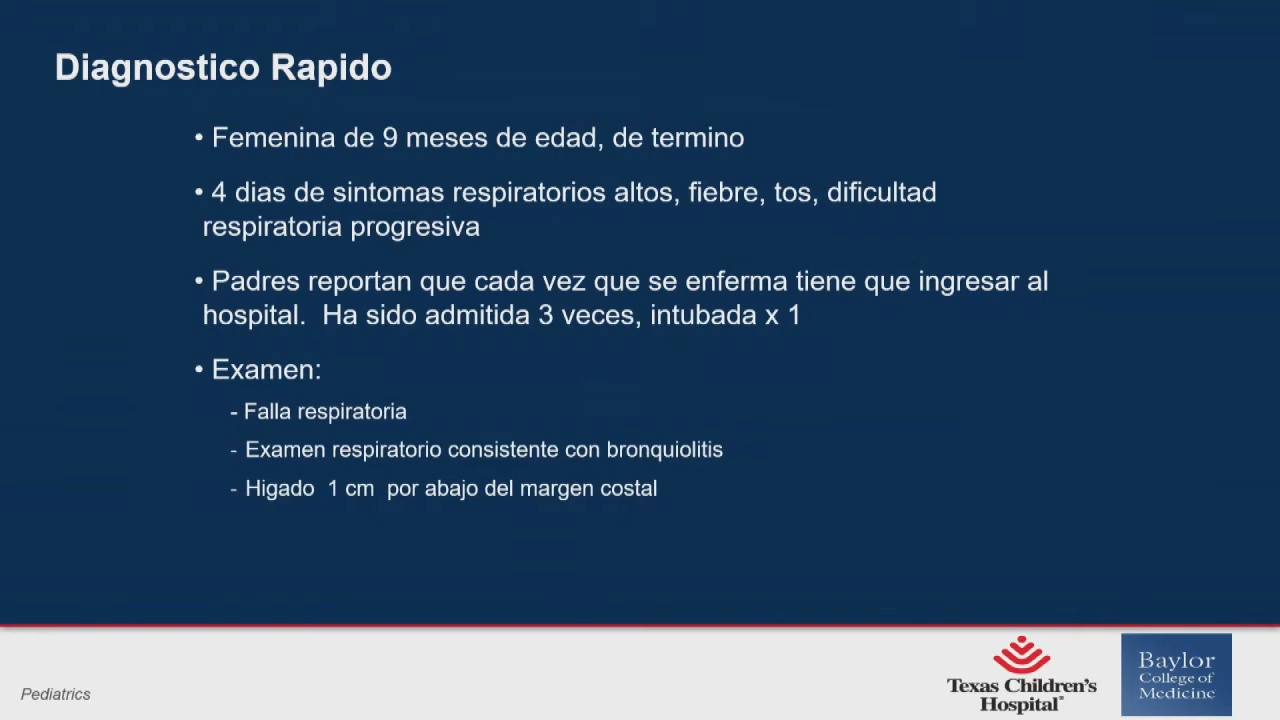 Diagnostico Rapido
• Femenina de 9 meses de edad, de termino
• 4 dias de sintomas respiratorios altos, fiebre, tos, dificultad
respiratoria progresiva
• Padres reportan que cada vez que se enferma tiene que ingresar al
hospital.  Ha sido admitida 3 veces, intubada x 1
• Examen:
- Falla respiratoria
- Examen respiratorio consistente con bronquiolitis
- Higado  1 cm  por abajo del margen costal
Pediatrics
Texas Children's
Hospital®
Baylor
College of
Medicine